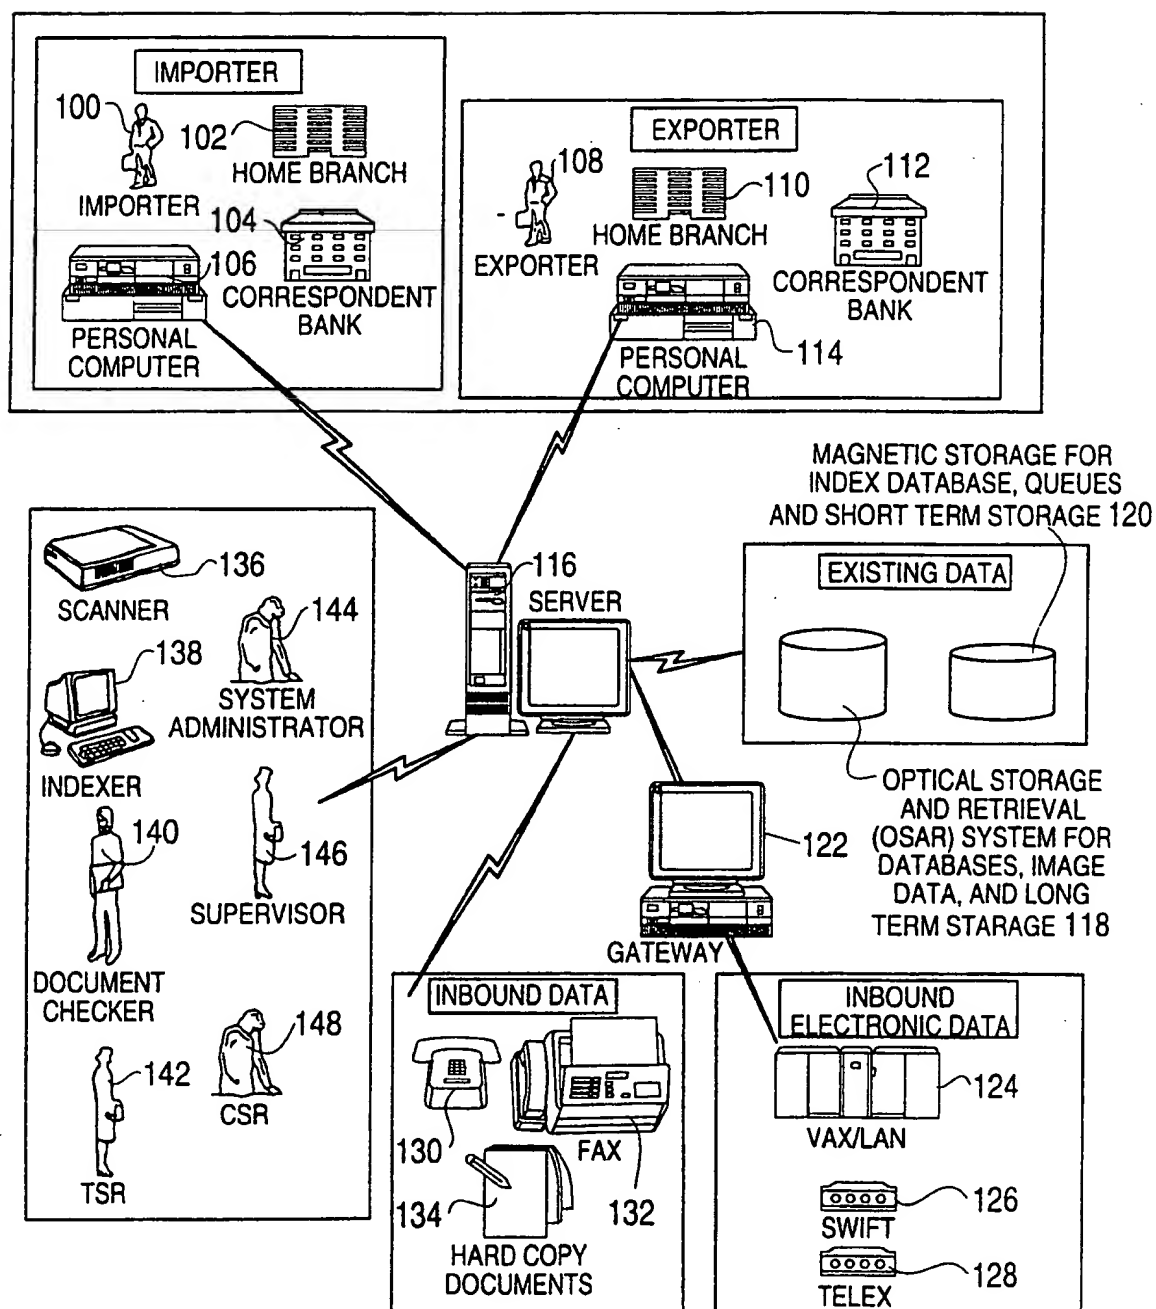 IMPORTER
100
102
HOME BRANCH
IMPORTER
104
106
CORRESPONDENT
BANK
PERSONAL
COMPUTER
EXPORTER
108
110
112
HOME BRANCH
EXPORTER
CORRESPONDENT
BANK
114
PERSONAL
COMPUTER
MAGNETIC STORAGE FOR
INDEX DATABASE, QUEUES
AND SHORT TERM STORAGE 120
EXISTING DATA
116
SERVER
136
SCANNER
144
138
SYSTEM
ADMINISTRATOR
INDEXER
140
146
SUPERVISOR
DOCUMENT
CHECKER
148
142
CSR
TSR
OPTICAL STORAGE
AND RETRIEVAL
(OSAR) SYSTEM FOR
DATABASES, IMAGE
DATA, AND LONG
TERM STARAGE 118
122
GATEWAY
INBOUND DATA
130
FAX
132
134
HARD COPY
DOCUMENTS
INBOUND
ELECTRONIC DATA
124
VAX/LAN
126
SWIFT
128
TELEX